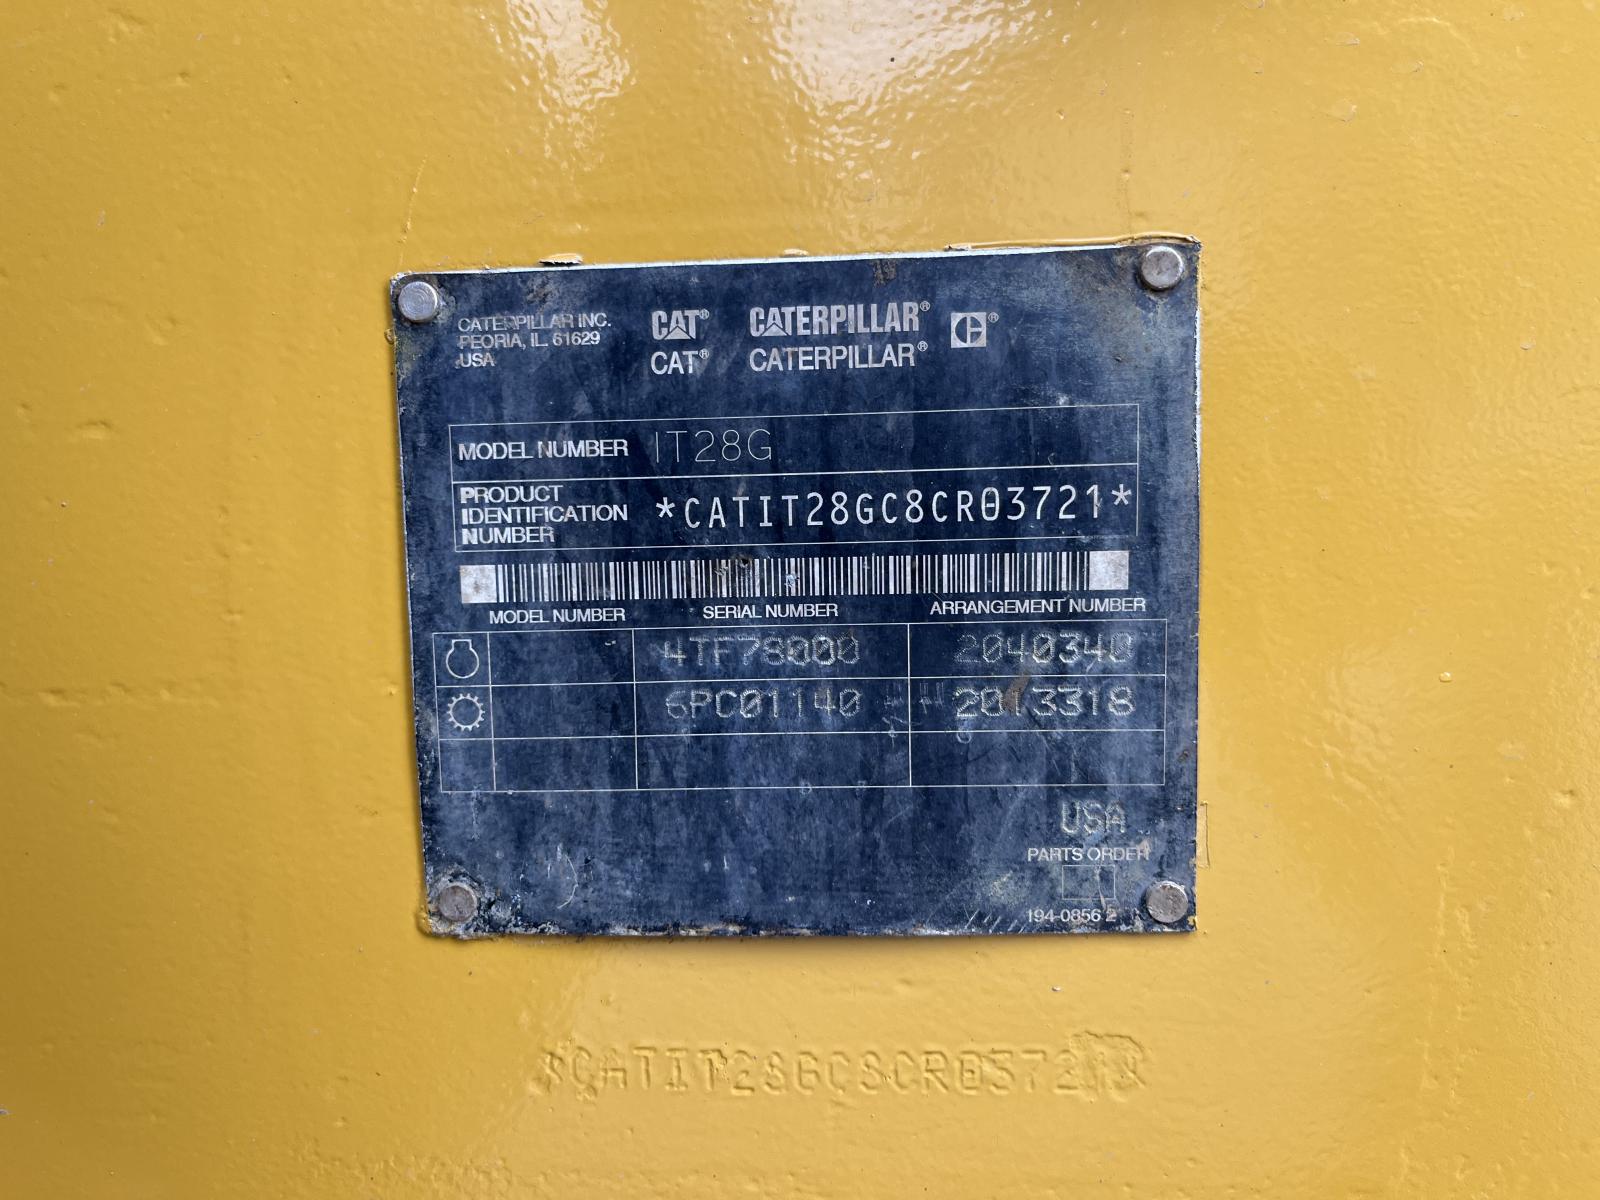 CATERPILLAR INC.
PEORIA, IL. 61629
USA
CAT® CATERPILLAR®
CAT® CATERPILLAR®
MODEL NUMBER IT28G
PRODUCT
IDENTIFICATION
NUMBER
*CATIT28GC8CR03721*
MODEL NUMBER SERIAL NUMBER ARRANGEMENT NUMBER
4TF78000 2040340
6PC01140 2013318
USA
PARTS ORDER
194-0856 2
*CATIT28GC8CR03721*